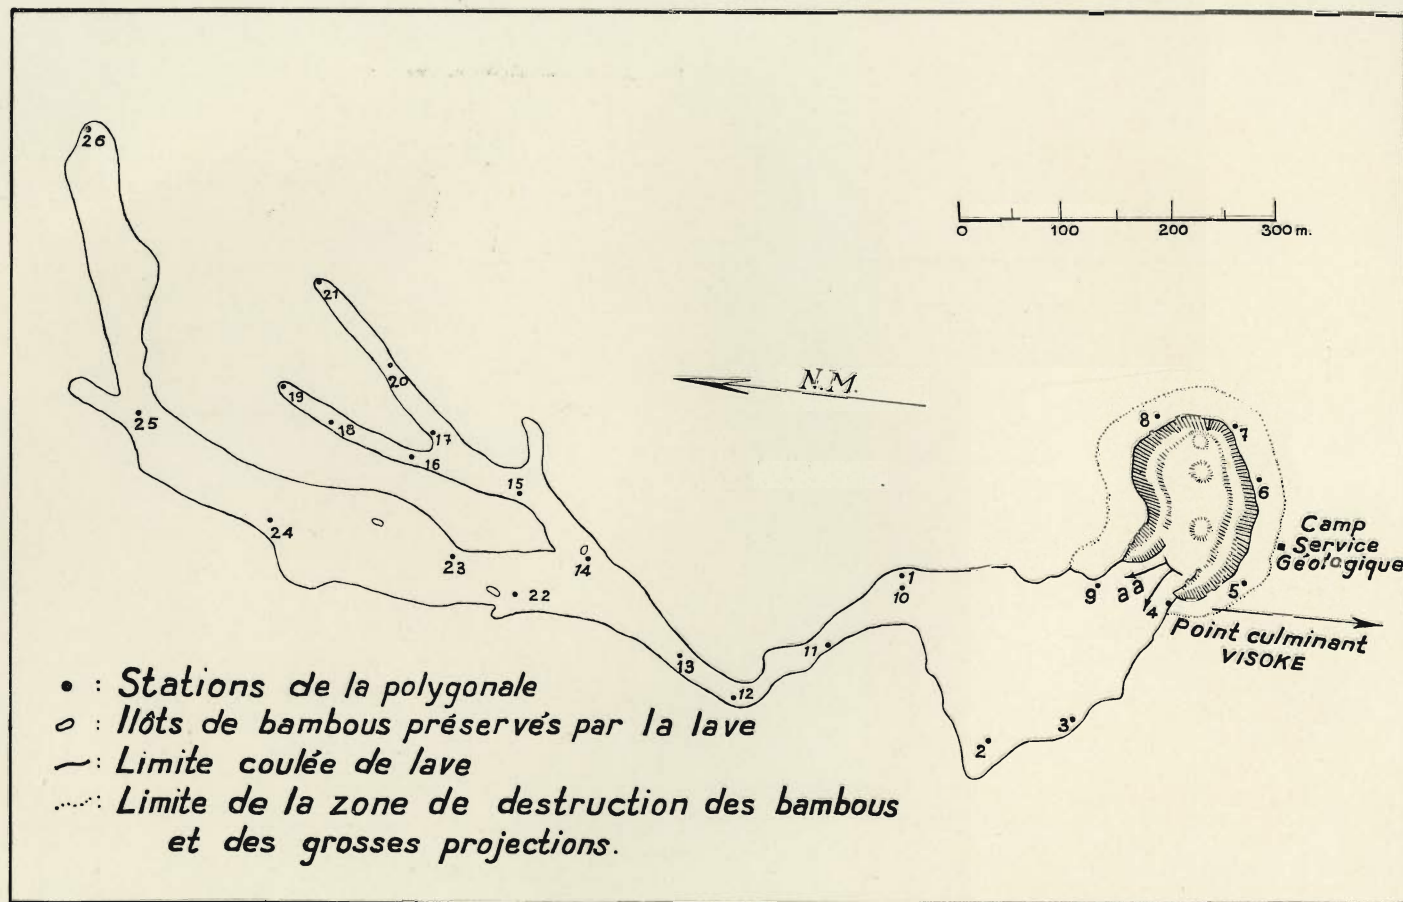 26
0 100 200 300 m.
21
N.M.
20
19
18
17
16
15
25
8
7
6
24
23
14
22
Camp
Service
Géologique
1
10
9
a a
4
5
Point culminant
VISOKE
11
13
12
3
2
• : Stations de la polygonale
: Ilôts de bambous préservés par la lave
: Limite coulée de lave
: Limite de la zone de destruction des bambous
et des grosses projections.